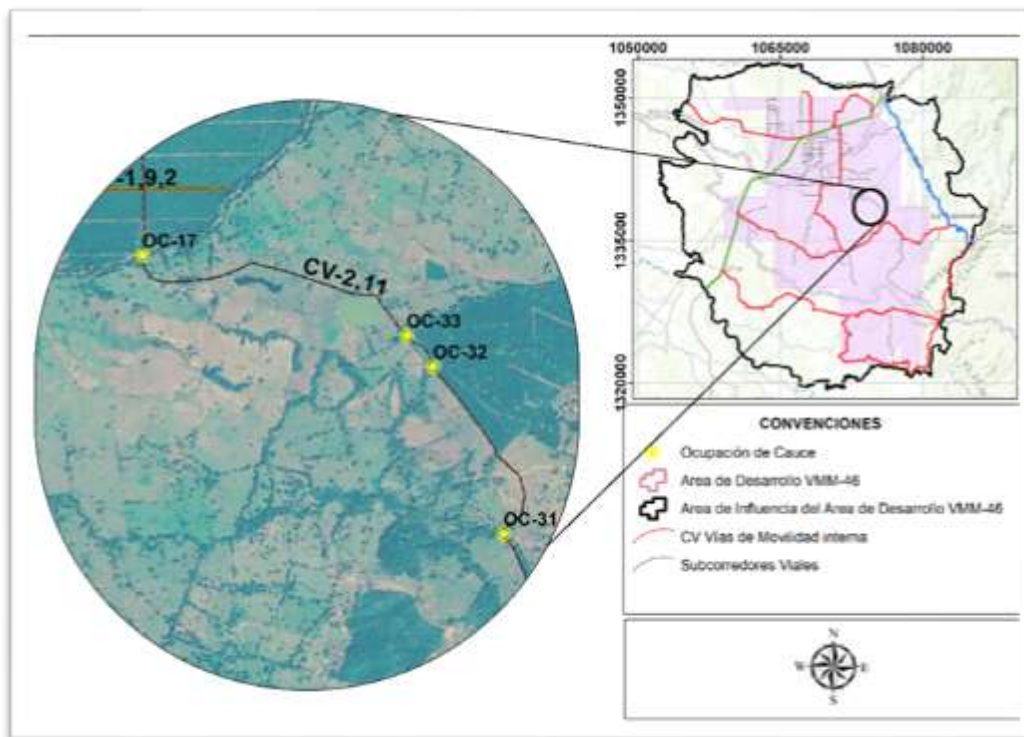 1050000
1065000
1080000
1350000
1335000
1320000
-1,9,2
OC-17
CV-2,11
OC-33
OC-32
OC-31
CONVENCIONES
Ocupación de Cauce
Area de Desarrollo VMM-46
Area de Influencia del Area de Desarrollo VMM-46
CV Vías de Movilidad interna
Subcorredores Viales
N
W
E
S